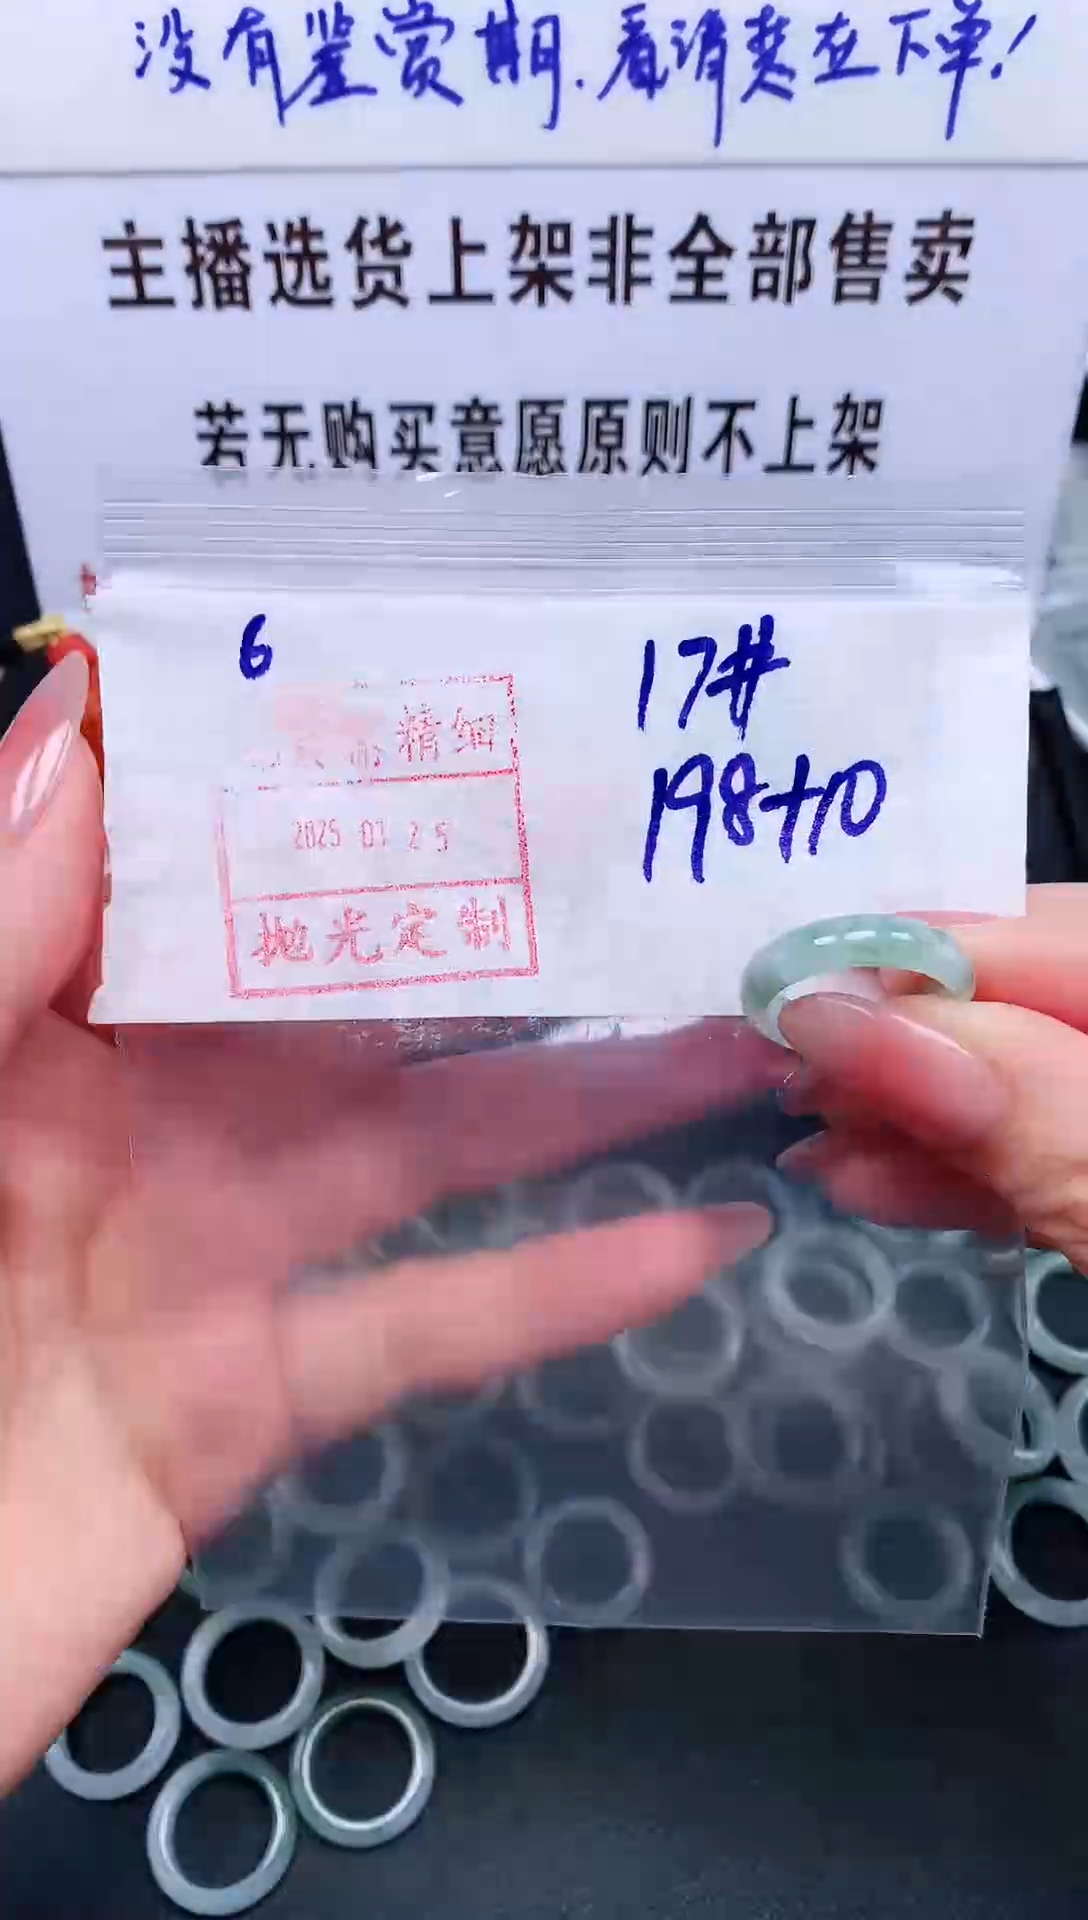 没有鉴赏期.看清楚在下单!
主播选货上架非全部售卖
若无购买意愿原则不上架
6
17#
198+10
精细
2025 01 25
抛光定制